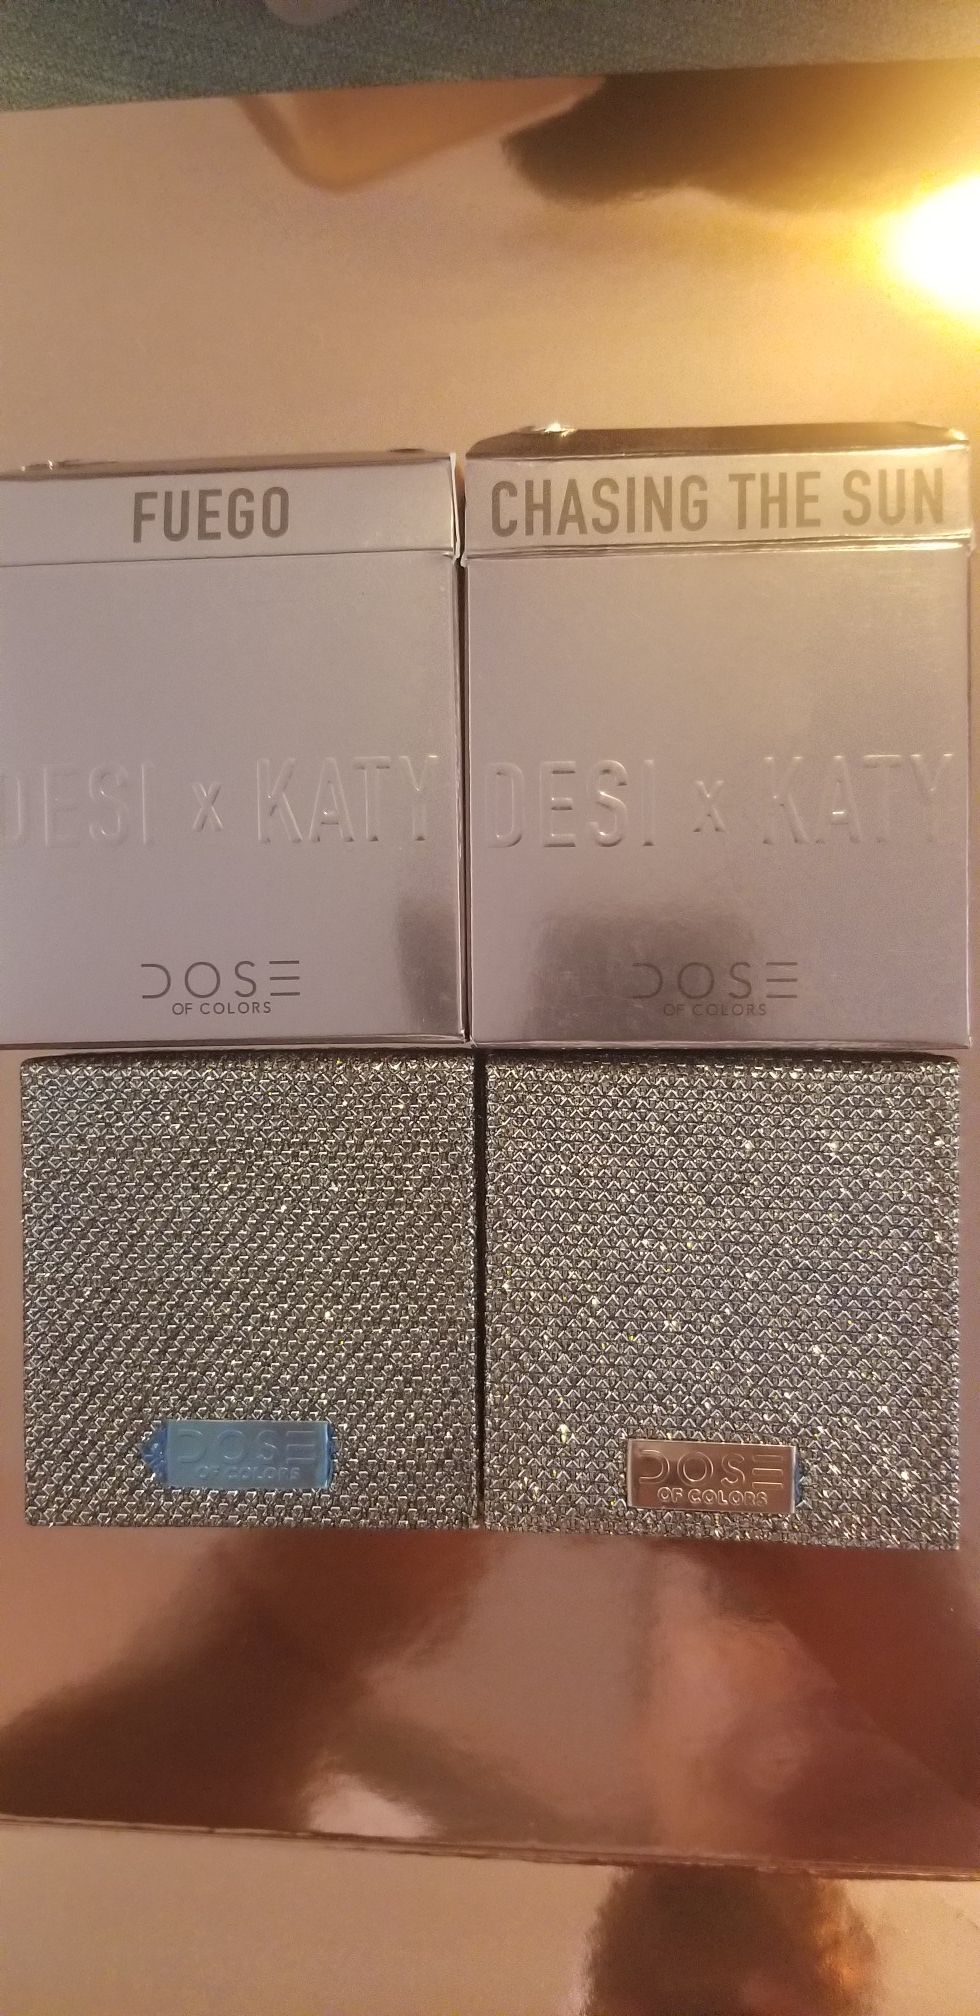 FUEGO
DESI x KATY
DOSE
OF COLORS
CHASING THE SUN
DESI x KATY
DOSE
OF COLORS
DOSE
OF COLORS
DOSE
OF COLORS